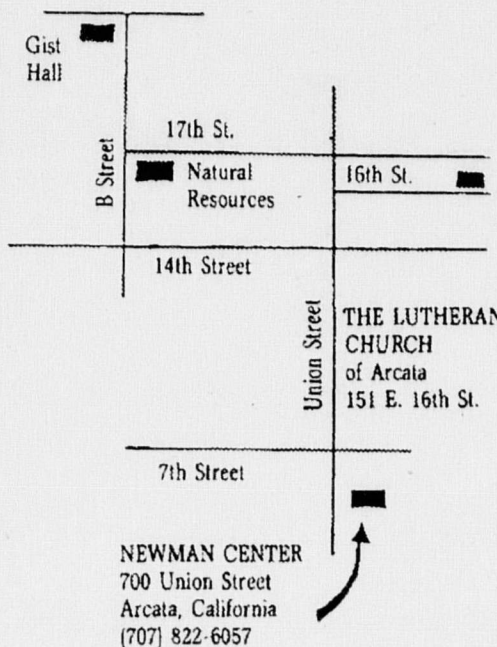 Gist
Hall
17th St.
B Street
Natural
Resources
16th St.
14th Street
Union Street
THE LUTHERAN
CHURCH
of Arcata
151 E. 16th St.
7th Street
NEWMAN CENTER
700 Union Street
Arcata, California
(707) 822-6057